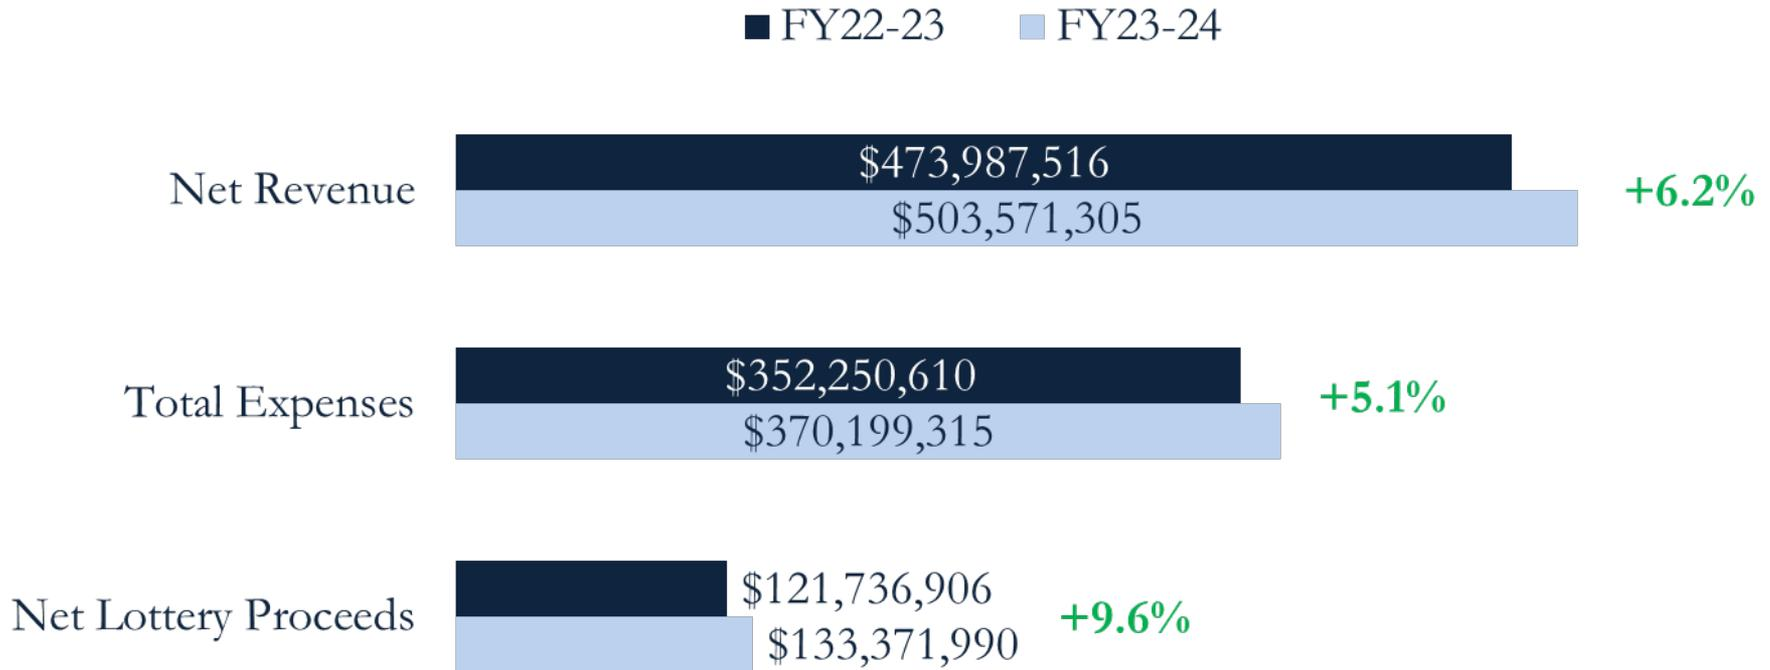 FY22-23 FY23-24
$473,987,516
Net Revenue +6.2%
$503,571,305
$352,250,610
Total Expenses +5.1%
$370,199,315
$121,736,906
Net Lottery Proceeds +9.6%
$133,371,990